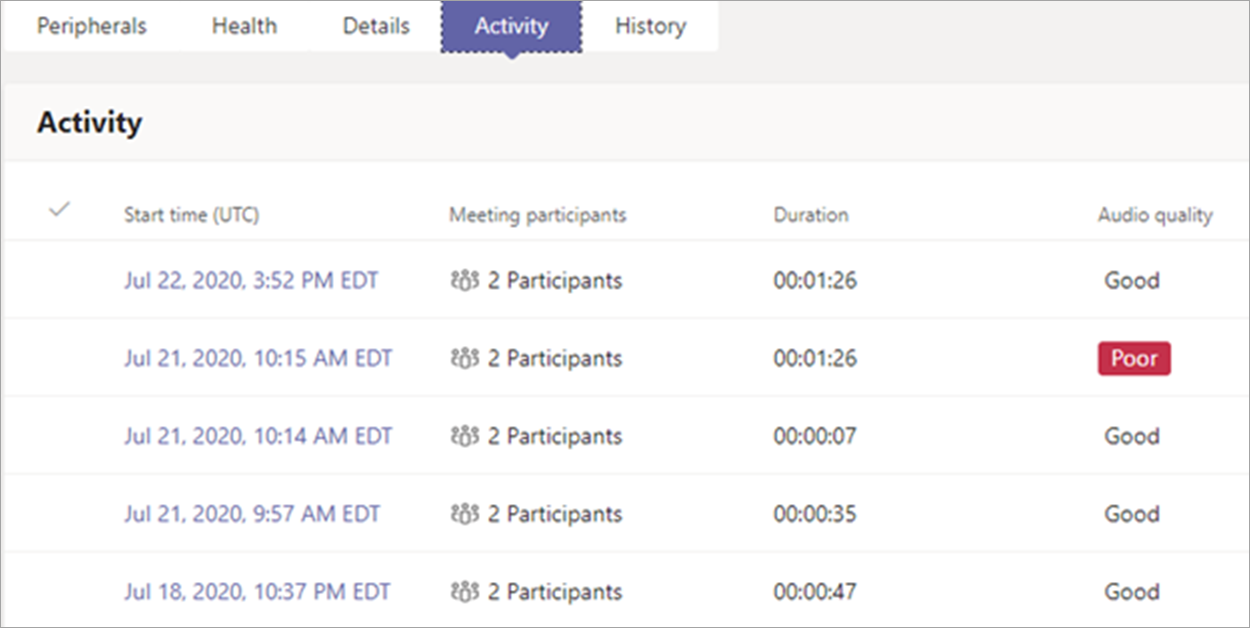 Peripherals Health Details Activity History
Activity
Start time (UTC) Meeting participants Duration Audio quality
Jul 22, 2020, 3:52 PM EDT 2 Participants 00:01:26 Good
Jul 21, 2020, 10:15 AM EDT 2 Participants 00:01:26 Poor
Jul 21, 2020, 10:14 AM EDT 2 Participants 00:00:07 Good
Jul 21, 2020, 9:57 AM EDT 2 Participants 00:00:35 Good
Jul 18, 2020, 10:37 PM EDT 2 Participants 00:00:47 Good